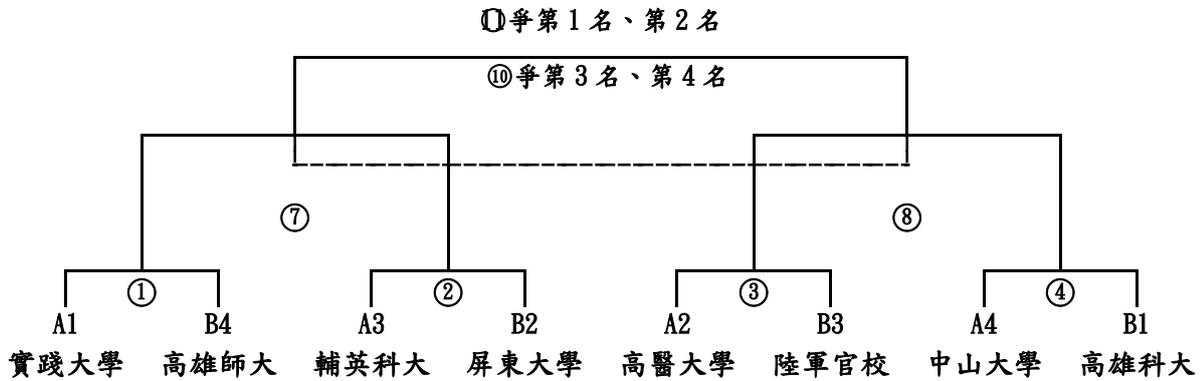 ⑪爭第1名、第2名
⑩爭第3名、第4名
⑦ ⑧
① ② ③ ④
A1 B4 A3 B2 A2 B3 A4 B1
實踐大學 高雄師大 輔英科大 屏東大學 高醫大學 陸軍官校 中山大學 高雄科大